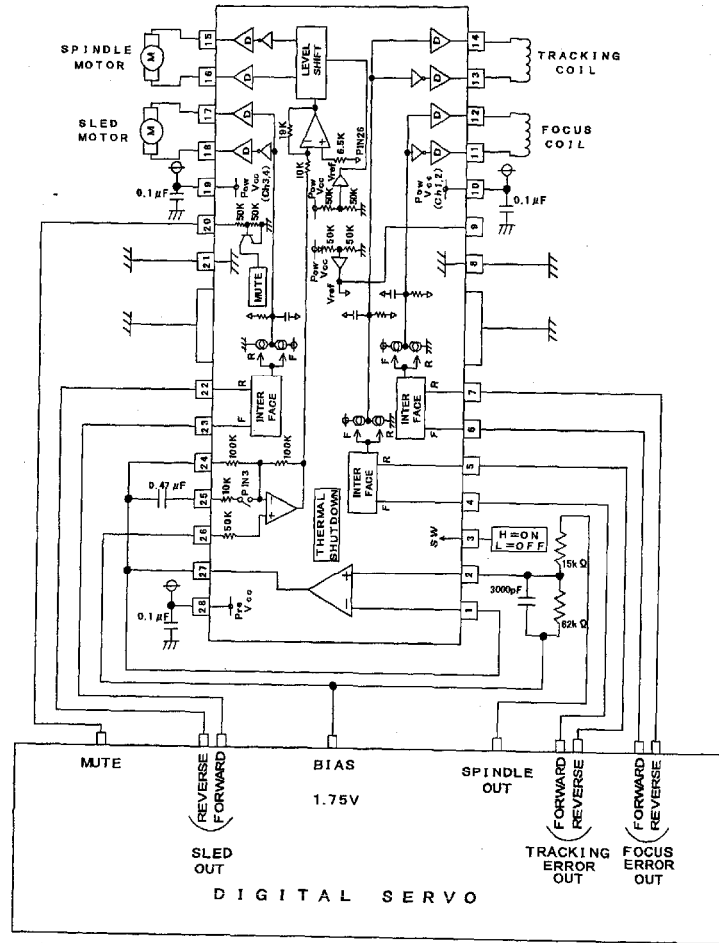 SPINDLE
MOTOR
M
15
16
D
D
LEVEL
SHIFT
D
D
14
13
TRACKING
COIL
SLED
MOTOR
M
17
18
D
D
19K
10K
6.5K
PIN26
D
D
12
11
FOCUS
COIL
0.1μF
19
Pow
Vcc
(Ch3,4)
Pow
Vcc
50K
50K
Vref
Pow
Vcc
(Ch1,2)
10
0.1μF
20
50K
50K
MUTE
Pow
Vcc
50K
50K
Vref
9
21
8
R
F
R
F
22
R
INTER
FACE
INTER
FACE
R
7
23
F
F
6
F
R
24
100K
100K
INTER
FACE
R
5
0.47μF
25
10K
PIN3
F
4
26
50K
THERMAL
SHUTDOWN
SW
3
H=ON
L=OFF
15kΩ
27
2
3000pF
82kΩ
0.1μF
28
Pre
Vcc
1
MUTE
REVERSE
FORWARD
SLED
OUT
BIAS
1.75V
SPINDLE
OUT
FORWARD
REVERSE
TRACKING
ERROR
OUT
FORWARD
REVERSE
FOCUS
ERROR
OUT
DIGITAL SERVO